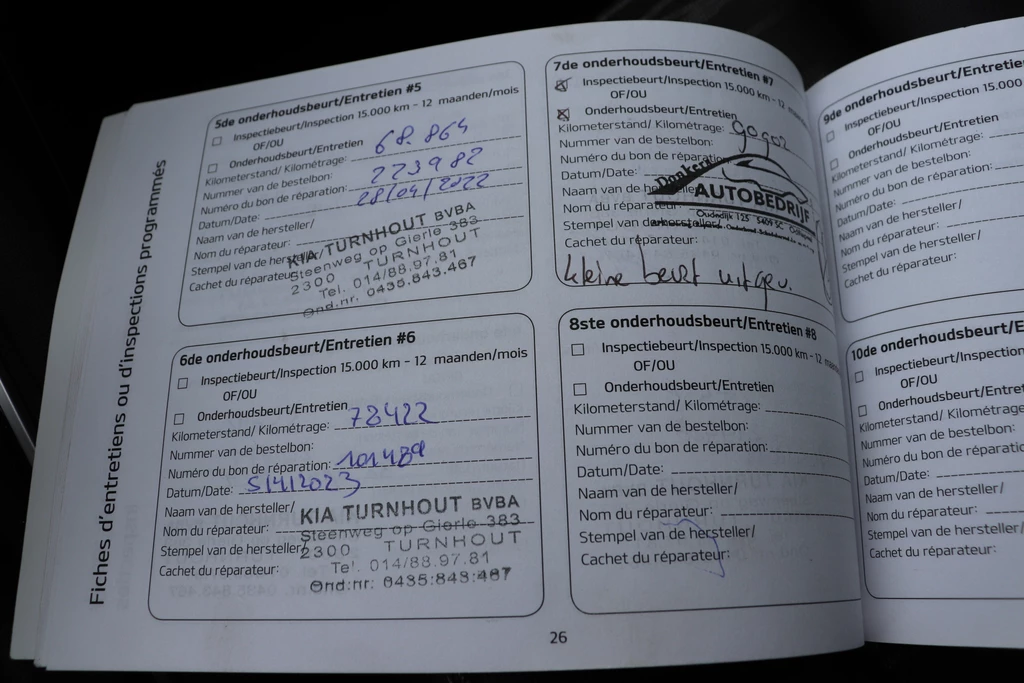 Fiches d'entretiens ou d'inspections programmés
5de onderhoudsbeurt/Entretien #5
Inspectiebeurt/Inspection 15.000 km - 12 maanden/mois
OF/OU
Onderhoudsbeurt/Entretien
Kilometerstand/ Kilométrage: 68.864
Nummer van de bestelbon:
Numéro du bon de réparation: 223982
Datum/Date: 28/04/2022
Naam van de hersteller/
Nom du réparateur:
Stempel van de hersteller/
Cachet du réparateur:
KIA TURNHOUT BVBA
Steenweg op Gierle 383
2300 TURNHOUT
Tel. 014/88.97.81
Ond.nr. 0435.843.467
6de onderhoudsbeurt/Entretien #6
Inspectiebeurt/Inspection 15.000 km - 12 maanden/mois
OF/OU
Onderhoudsbeurt/Entretien
Kilometerstand/ Kilométrage: 78422
Nummer van de bestelbon:
Numéro du bon de réparation: 101489
Datum/Date: 5/4/2023
Naam van de hersteller/
Nom du réparateur:
Stempel van de hersteller/
Cachet du réparateur:
KIA TURNHOUT BVBA
Steenweg op Gierle 383
2300 TURNHOUT
Tel. 014/88.97.81
Ond.nr. 0435.843.467
7de onderhoudsbeurt/Entretien #7
Inspectiebeurt/Inspection 15.000 km - 12
OF/OU
Onderhoudsbeurt/Entretien
Kilometerstand/ Kilométrage: 90902
Nummer van de bestelbon:
Numéro du bon de réparation
Datum/Date:
Naam van de hersteller/
Nom du réparateur:
Stempel van de hersteller/
Cachet du réparateur:
Donkers
AUTOBEDRIJF
Oudedijk 125
kleine beurt uitgev.
8ste onderhoudsbeurt/Entretien #8
Inspectiebeurt/Inspection 15.000 km - 12
OF/OU
Onderhoudsbeurt/Entretien
Kilometerstand/ Kilométrage:
Nummer van de bestelbon:
Numéro du bon de réparation:
Datum/Date:
Naam van de hersteller/
Nom du réparateur:
Stempel van de hersteller/
Cachet du réparateur:
26
9de onderhoudsbeurt/Entretien
Inspectiebeurt/Inspection 15.000
OF/OU
Onderhoudsbeurt/Entretien
Kilometerstand/ Kilométrage:
Nummer van de bestelbon:
Numéro du bon de réparation:
Datum/Date:
Naam van de hersteller/
Nom du réparateur:
Stempel van de hersteller/
Cachet du réparateur:
10de onderhoudsbeurt/E
Inspectiebeurt/Inspection
OF/OU
Onderhoudsbeurt/Entret
Kilometerstand/ Kilométrage
Nummer van de bestelbon:
Numéro du bon de réparatio
Datum/Date:
Naam van de hersteller/
Nom du réparateur:
Stempel van de hersteller/
Cachet du réparateur: